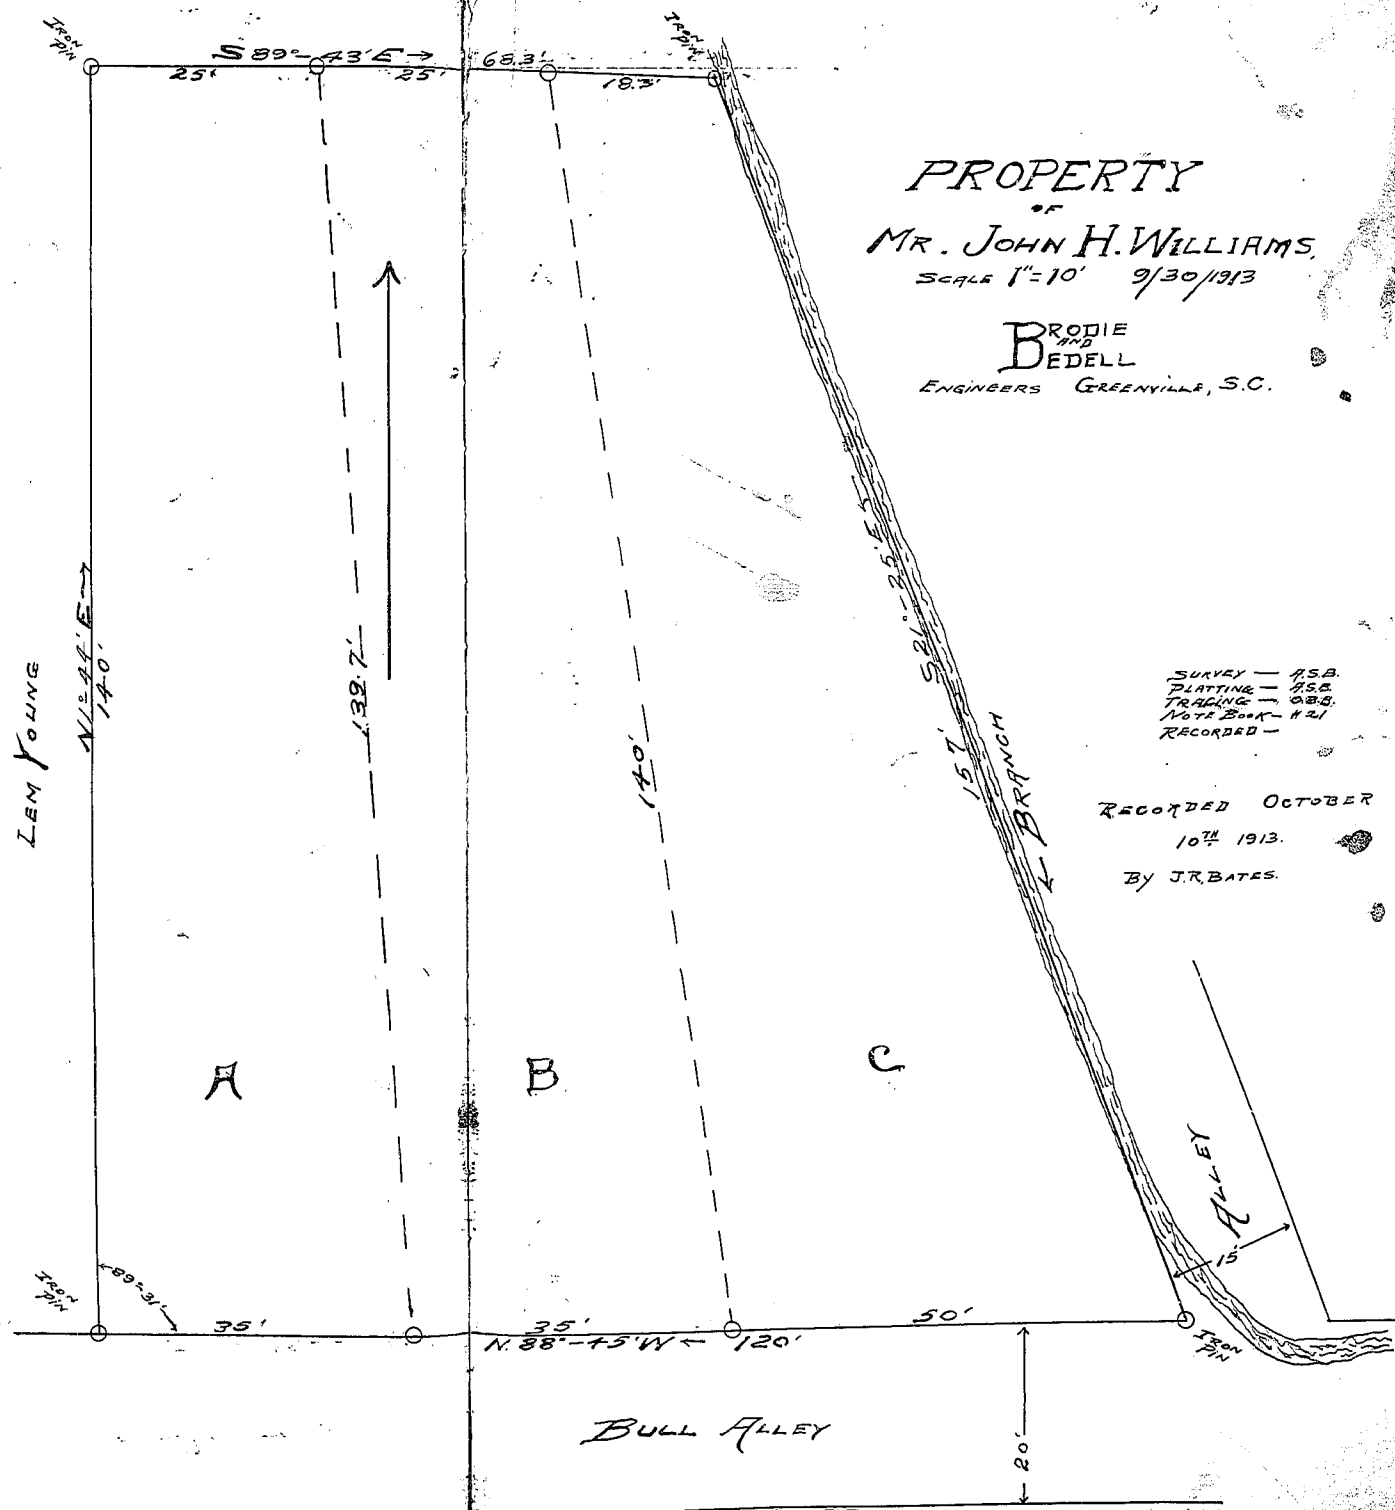 IRON
PIN
S 89°-43' E →
68.3'
25'
25'
18.3'
IRON
PIN
PROPERTY
OF
MR. JOHN H. WILLIAMS.
SCALE 1"=10' 9/30/1913
BRODIE
AND
BEDELL
ENGINEERS GREENVILLE, S.C.
LEM YOUNG
N 1°-44' E →
140'
139.7'
140'
S 21°-25' E
157'
← BRANCH
SURVEY — A.S.B.
PLATTING — A.S.B.
TRACING — O.B.B.
NOTE BOOK — #21
RECORDED —
RECORDED OCTOBER
10TH 1913.
BY J.R. BATES.
A
B
C
ALLEY
15'
IRON
PIN
89°-31'
35'
35'
50'
N. 88°-45' W ← 120'
IRON
PIN
BULL ALLEY
20'